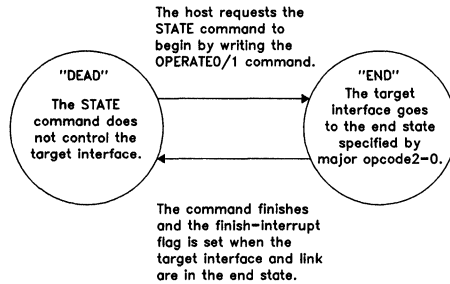 The host requests the
STATE command to
begin by writing the
OPERATE0/1 command.
"DEAD"
The STATE
command does
not control the
target interface.
"END"
The target
interface goes
to the end state
specified by
major opcode2-0.
The command finishes
and the finish-interrupt
flag is set when the
target interface and link
are in the end state.